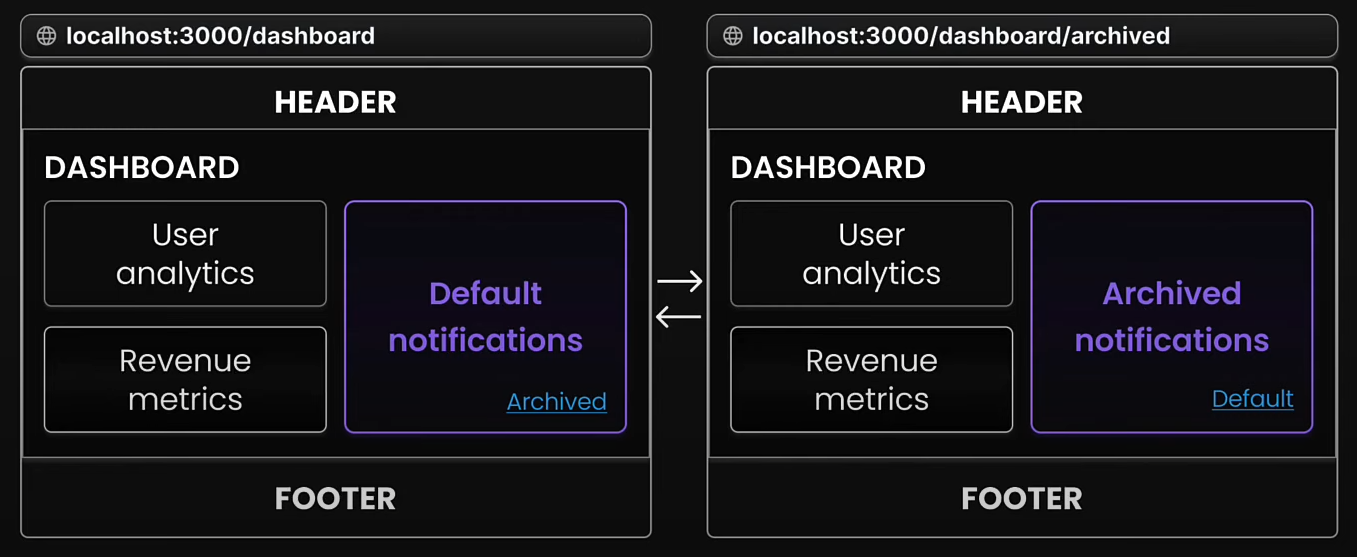 localhost:3000/dashboard
HEADER
DASHBOARD
User
analytics
Revenue
metrics
Default
notifications
Archived
FOOTER
localhost:3000/dashboard/archived
HEADER
DASHBOARD
User
analytics
Revenue
metrics
Archived
notifications
Default
FOOTER